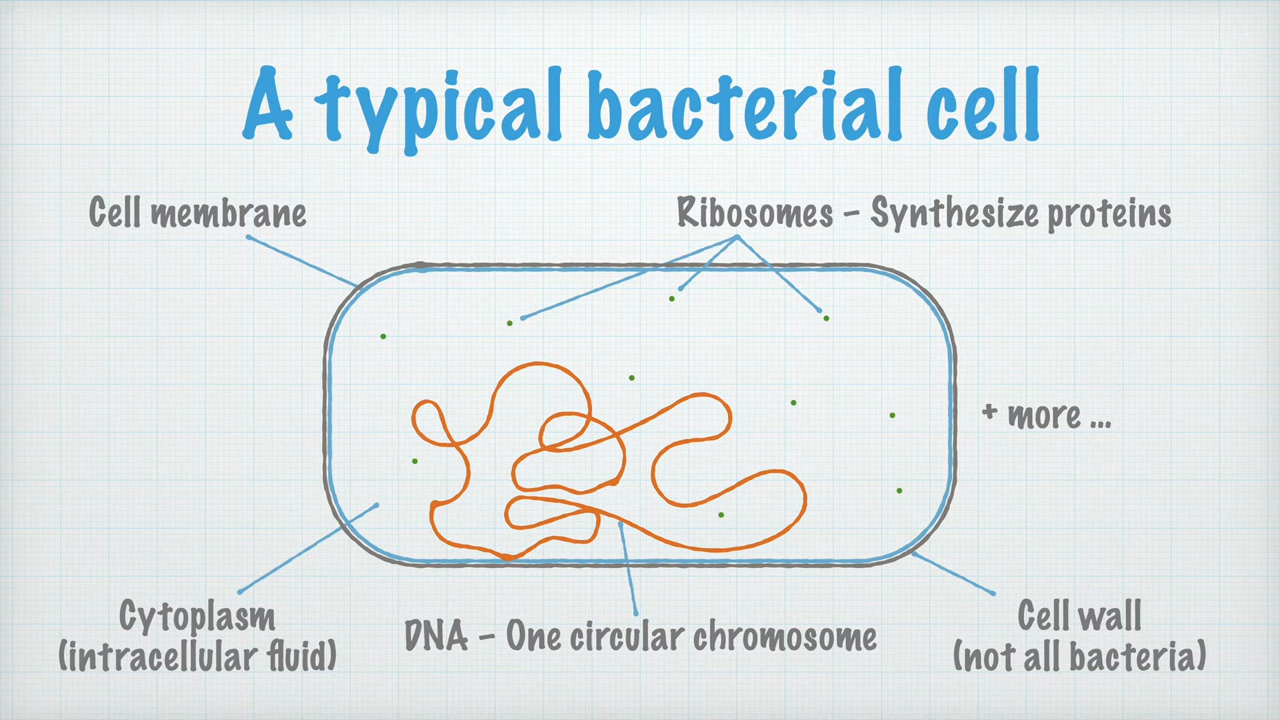 A typical bacterial cell
Cell membrane
Ribosomes – Synthesize proteins
+ more ...
Cytoplasm
(intracellular fluid)
DNA – One circular chromosome
Cell wall
(not all bacteria)